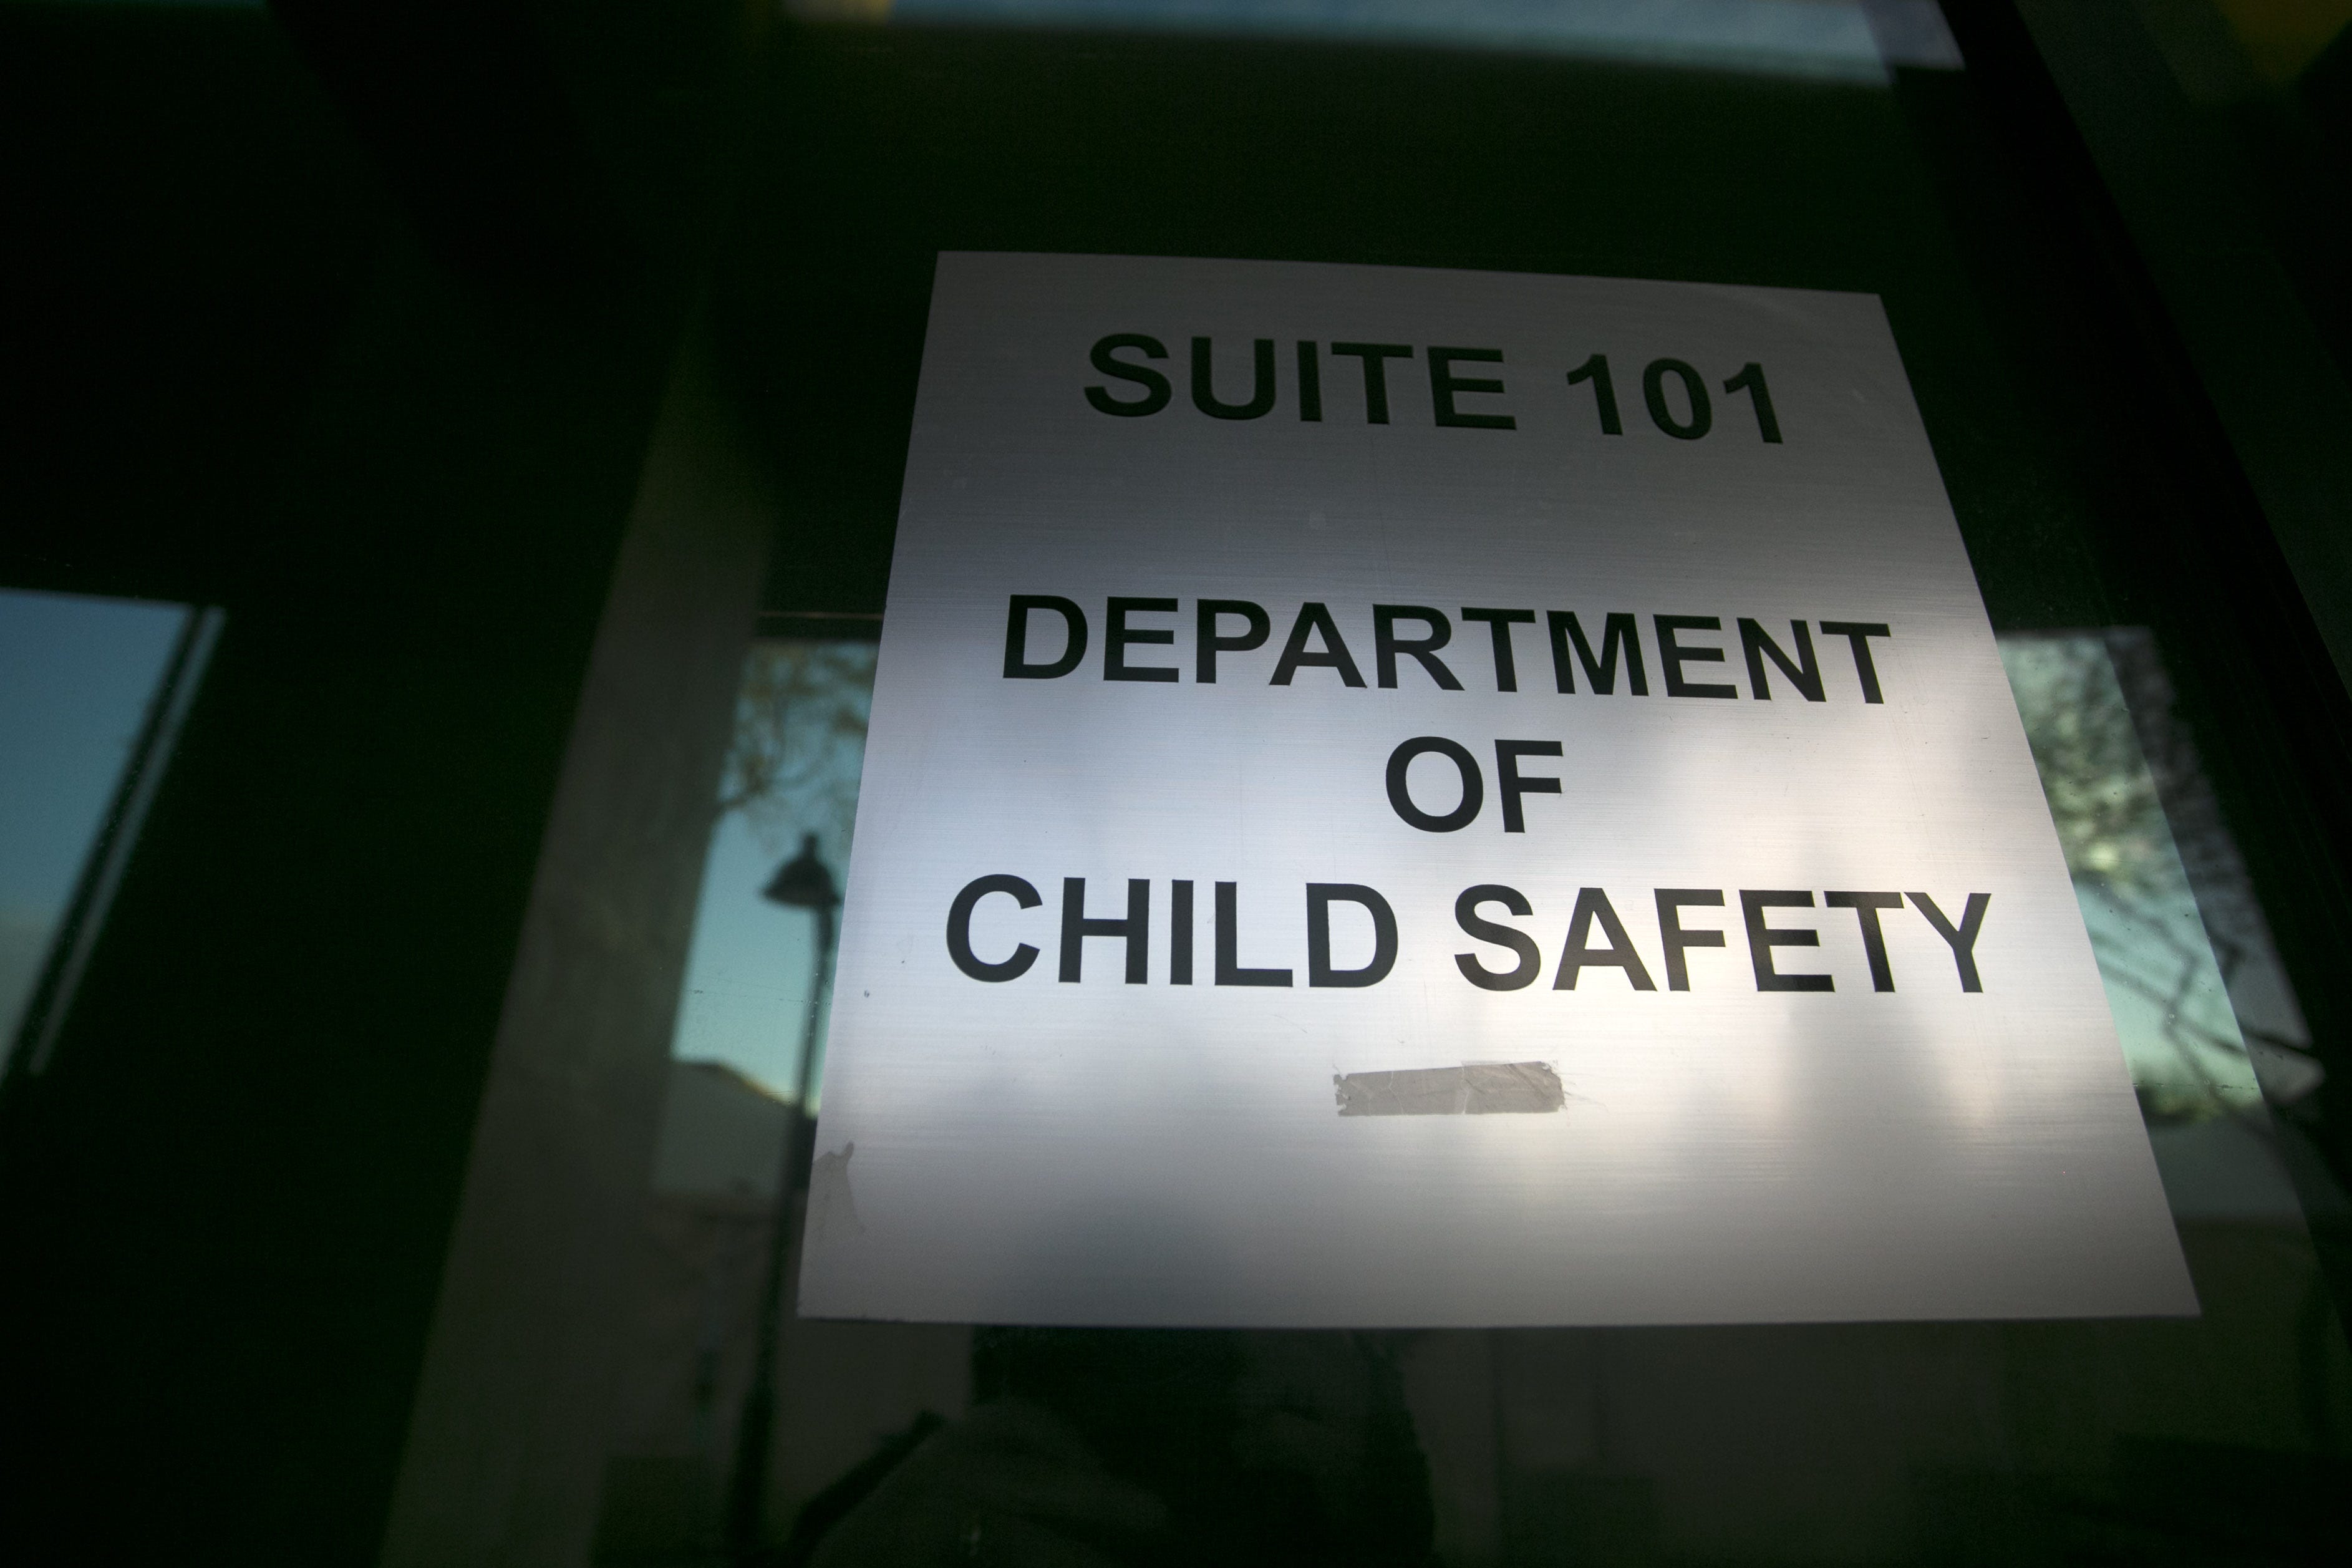 SUITE 101
DEPARTMENT
OF
CHILD SAFETY